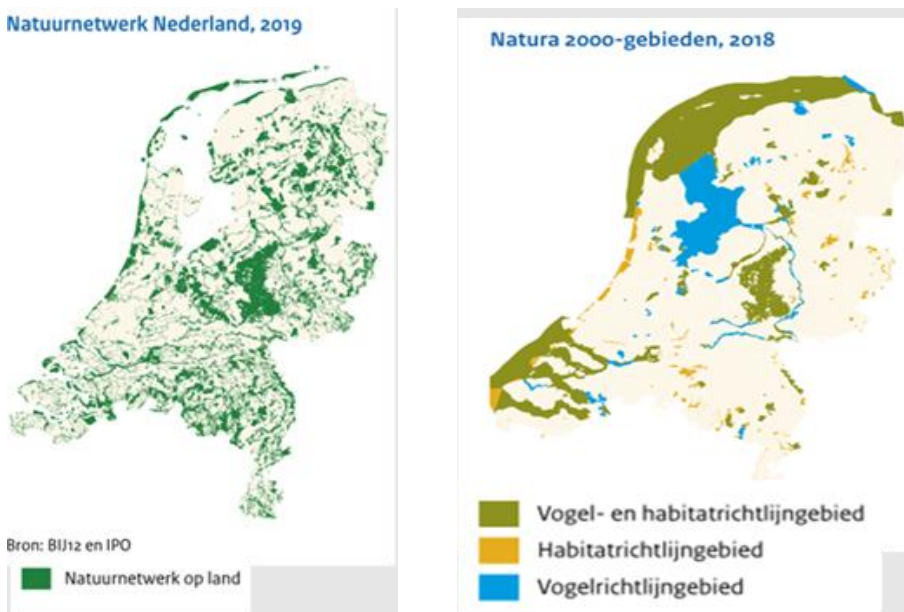 Natuurnetwerk Nederland, 2019
Bron: BIJ12 en IPO
Natuurnetwerk op land
Natura 2000-gebieden, 2018
Vogel- en habitatrichtlijngebied
Habitatrichtlijngebied
Vogelrichtlijngebied